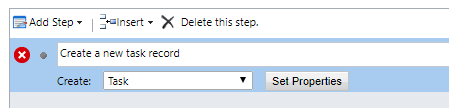 Add Step Insert Delete this step.
Create a new task record
Create: Task Set Properties